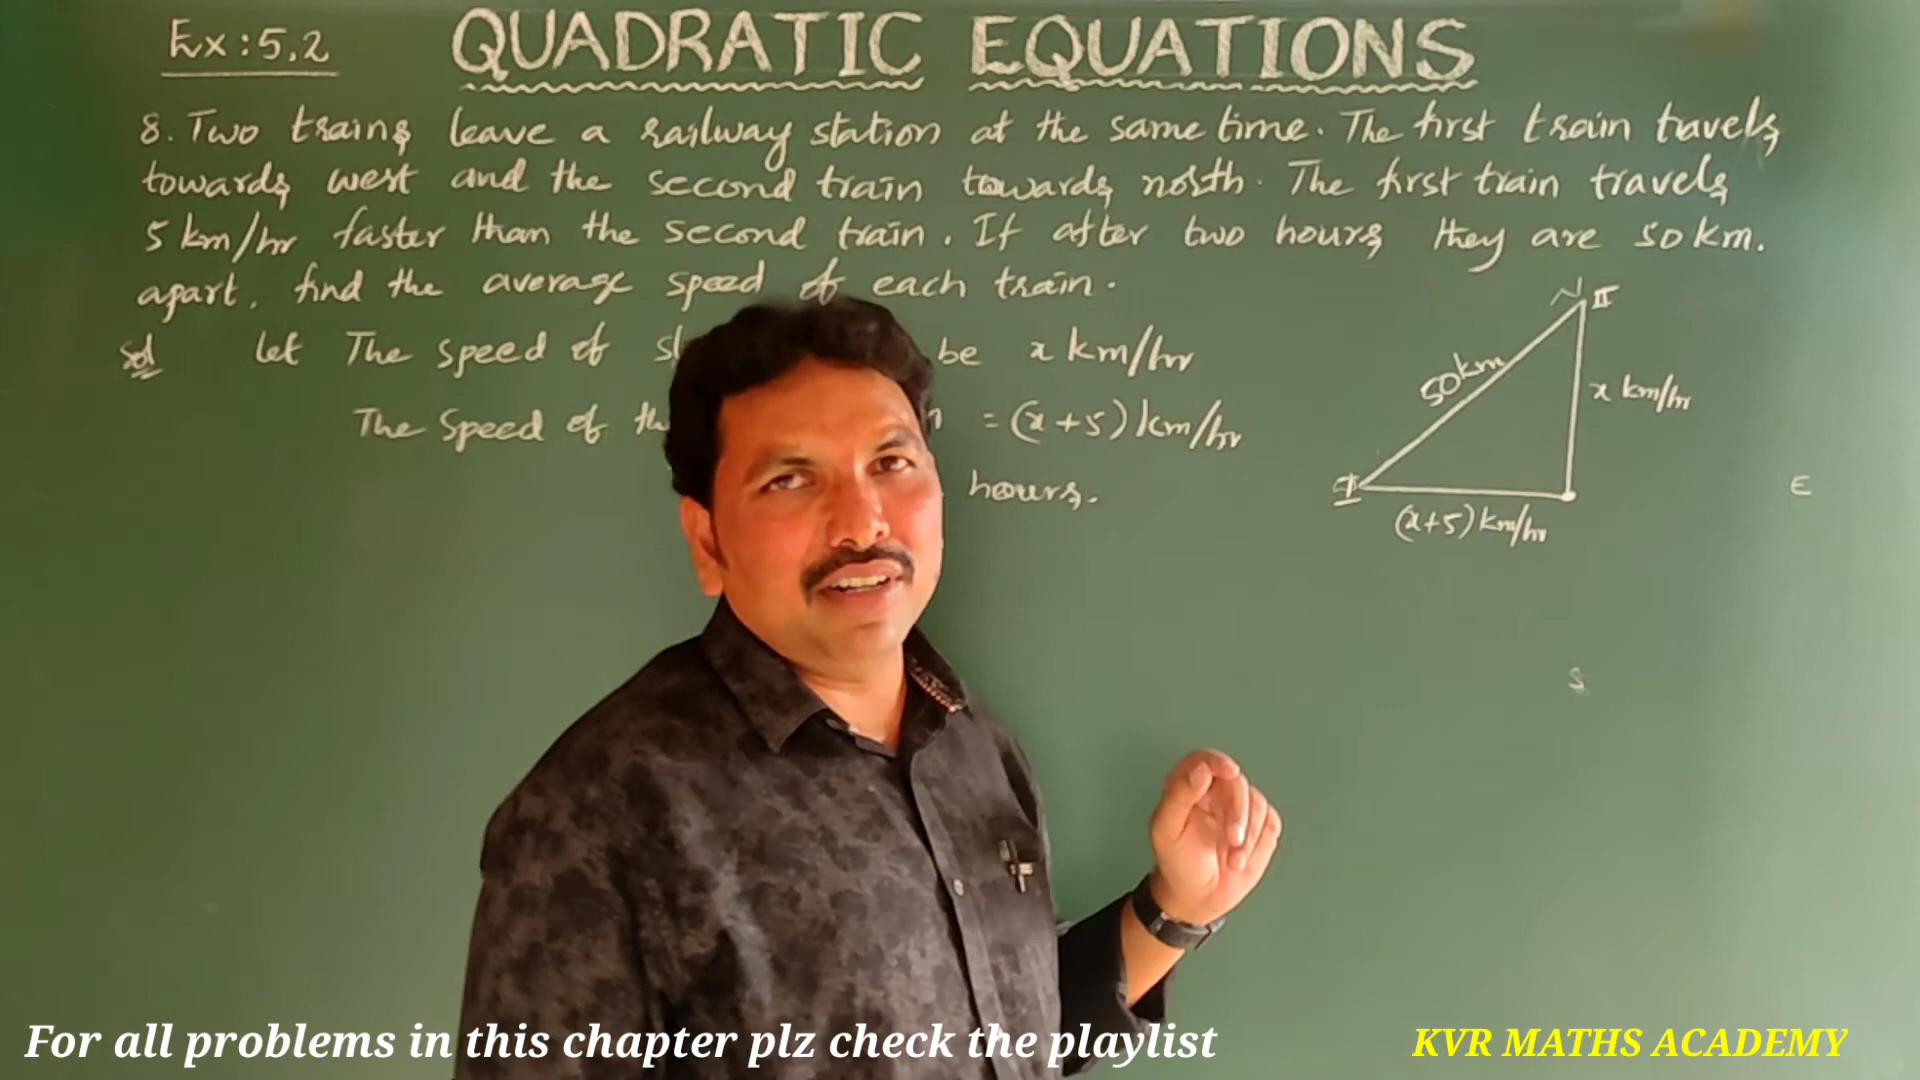 Ex:5.2 QUADRATIC EQUATIONS
8. Two trains leave a railway station at the same time. The first train travels
towards west and the second train towards north. The first train travels
5 km/hr faster than the second train. If after two hours, they are 50 km.
apart, find the average speed of each train.
Sol Let The speed of be x km/hr
The Speed of = (x+5) km/hr
hours.
N II
50km
x km/hr
I
(x+5) km/hr
E
S
For all problems in this chapter plz check the playlist
KVR MATHS ACADEMY